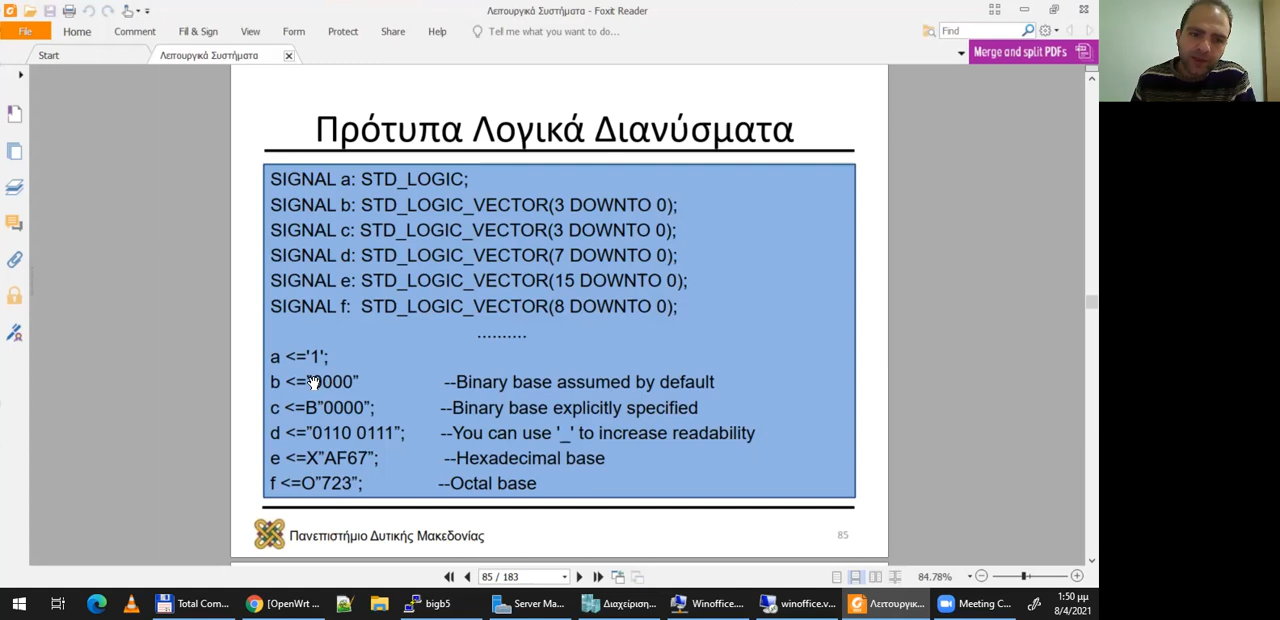 Λειτουργικά Συστήματα - Foxit Reader
File Home Comment Fill & Sign View Form Protect Share Help Tell me what you want to do... Find
Start Λειτουργικά Συστήματα Merge and split PDFs
Πρότυπα Λογικά Διανύσματα
SIGNAL a: STD_LOGIC;
SIGNAL b: STD_LOGIC_VECTOR(3 DOWNTO 0);
SIGNAL c: STD_LOGIC_VECTOR(3 DOWNTO 0);
SIGNAL d: STD_LOGIC_VECTOR(7 DOWNTO 0);
SIGNAL e: STD_LOGIC_VECTOR(15 DOWNTO 0);
SIGNAL f: STD_LOGIC_VECTOR(8 DOWNTO 0);
..........
a <='1';
b <=”0000” --Binary base assumed by default
c <=B”0000”; --Binary base explicitly specified
d <=”0110 0111”; --You can use '_' to increase readability
e <=X”AF67”; --Hexadecimal base
f <=O”723”; --Octal base
Πανεπιστήμιο Δυτικής Μακεδονίας 85
85 / 183 84.78%
Total Com... [OpenWrt ... bigb5 Server Ma... Διαχείριση... Winoffice.... winoffice.v... Λειτουργικ... Meeting C... 1:50 μμ
8/4/2021